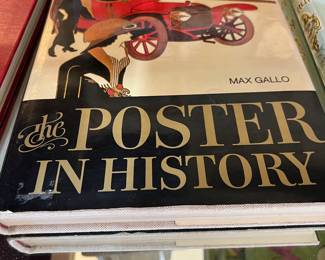 MAX GALLO
The POSTER
IN HISTORY